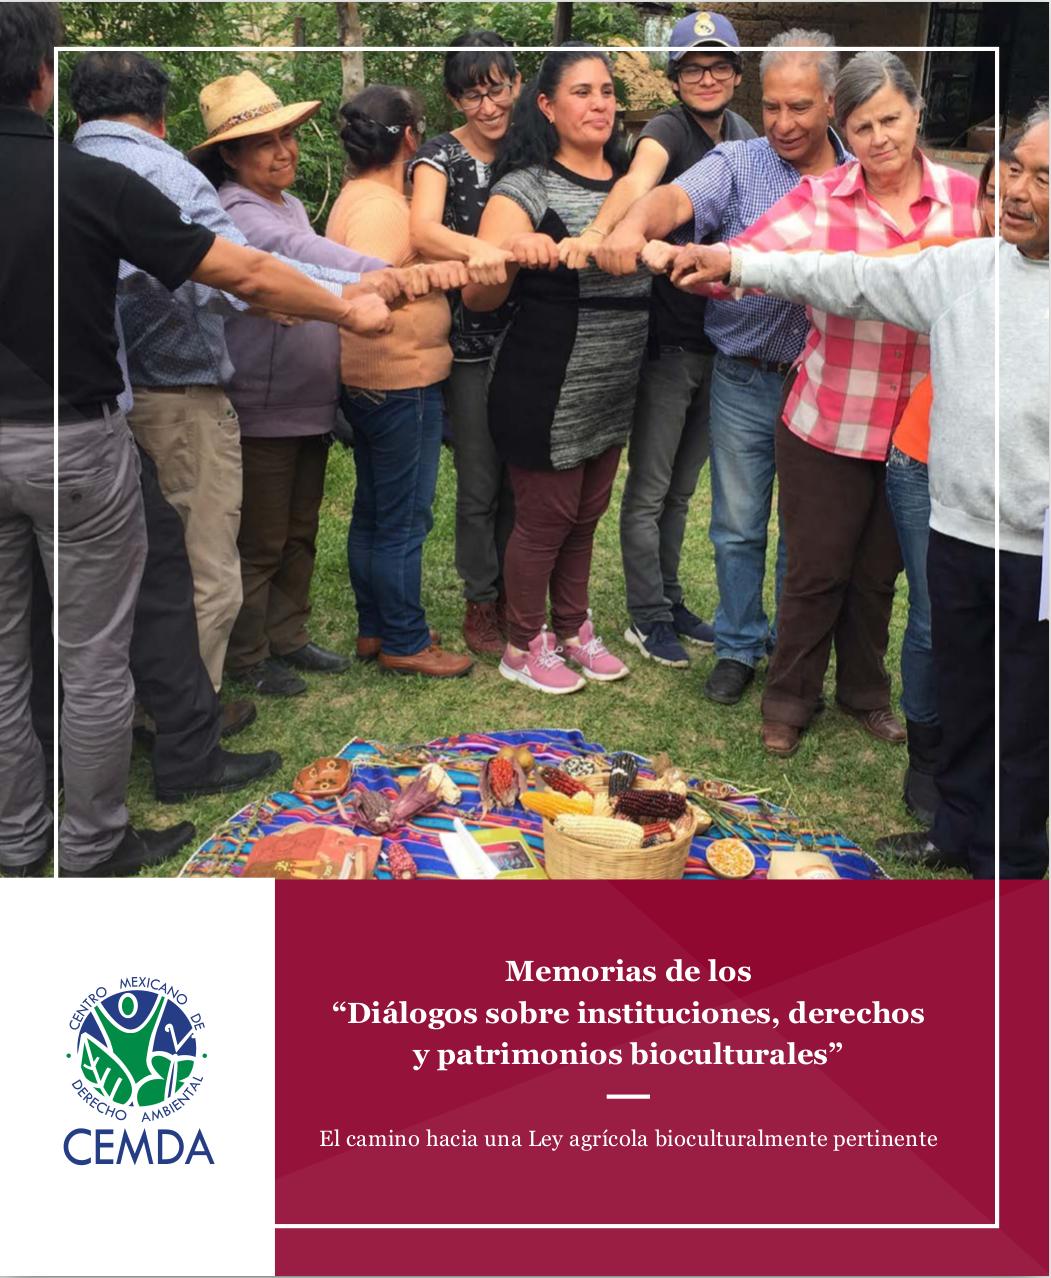 Memorias de los
“Diálogos sobre instituciones, derechos
y patrimonios bioculturales”
El camino hacia una Ley agrícola bioculturalmente pertinente
CENTRO MEXICANO DE
DERECHO AMBIENTAL
CEMDA